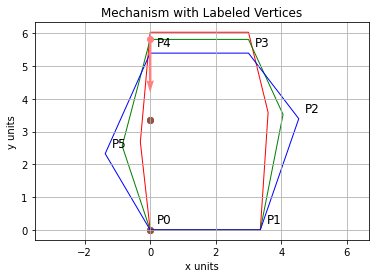 Mechanism with Labeled Vertices
6
5
4
3
2
1
0
y units
P4
P3
P2
P5
P0
P1
−2
0
2
4
6
x units